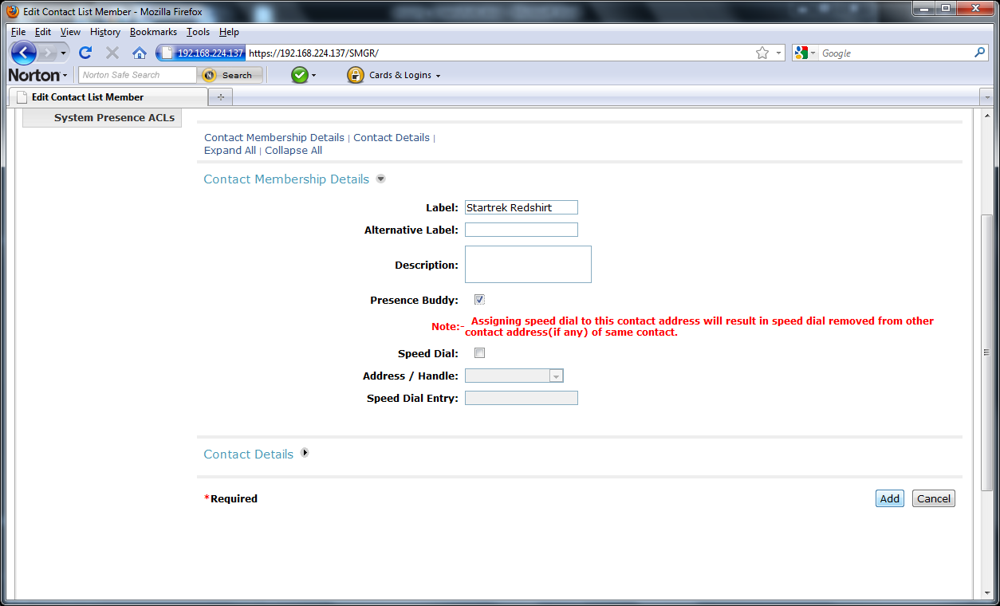 Edit Contact List Member - Mozilla Firefox
File Edit View History Bookmarks Tools Help
192.168.224.137 https://192.168.224.137/SMGR/ Google
Norton Norton Safe Search Search Cards & Logins
Edit Contact List Member
System Presence ACLs
Contact Membership Details | Contact Details |
Expand All | Collapse All
Contact Membership Details
Label: Startrek Redshirt
Alternative Label:
Description:
Presence Buddy:
Note:- Assigning speed dial to this contact address will result in speed dial removed from other
contact address(if any) of same contact.
Speed Dial:
Address / Handle:
Speed Dial Entry:
Contact Details
*Required Add Cancel